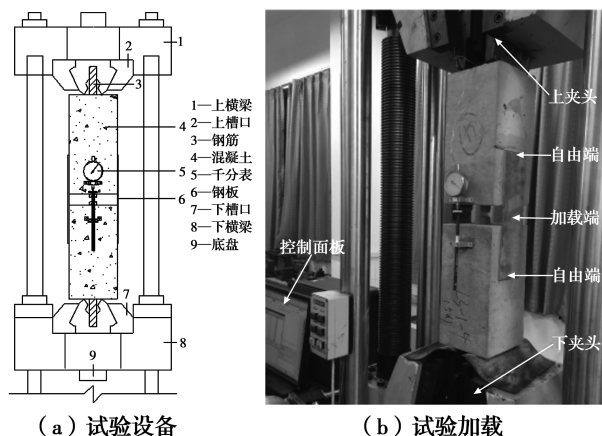 1
2
3
4
5
6
7
8
9
1—上横梁
2—上槽口
3—钢筋
4—混凝土
5—千分表
6—钢板
7—下槽口
8—下横梁
9—底盘
上夹头
自由端
加载端
控制面板
自由端
下夹头
(a)试验设备
(b)试验加载